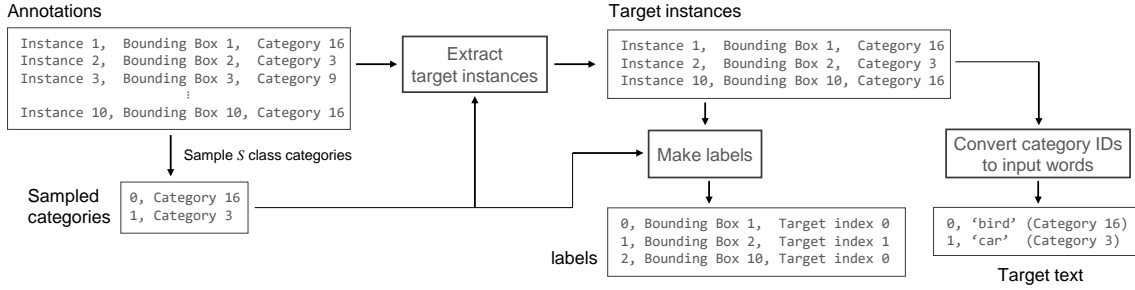 Annotations
Instance 1, Bounding Box 1, Category 16
Instance 2, Bounding Box 2, Category 3
Instance 3, Bounding Box 3, Category 9
⋮
Instance 10, Bounding Box 10, Category 16
Extract
target instances
Target instances
Instance 1, Bounding Box 1, Category 16
Instance 2, Bounding Box 2, Category 3
Instance 10, Bounding Box 10, Category 16
Sample S class categories
Make labels
Convert category IDs
to input words
Sampled
categories
0, Category 16
1, Category 3
labels
0, Bounding Box 1, Target index 0
1, Bounding Box 2, Target index 1
2, Bounding Box 10, Target index 0
0, ‘bird’ (Category 16)
1, ‘car’ (Category 3)
Target text